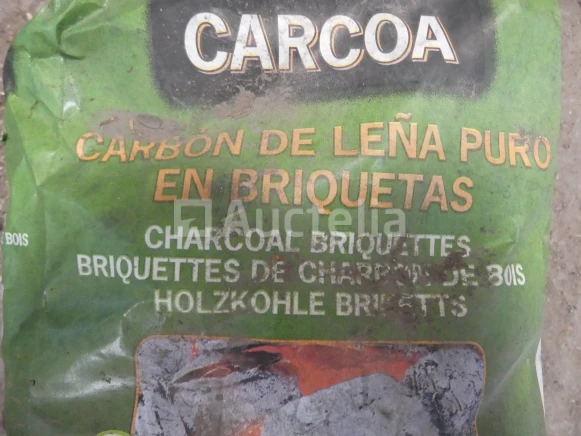 CARCOA
CARBÓN DE LEÑA PURO
EN BRIQUETAS
Auctelia
CHARCOAL BRIQUETTES
BOIS
BRIQUETTES DE CHARBON DE BOIS
HOLZKOHLE BRIKETTS